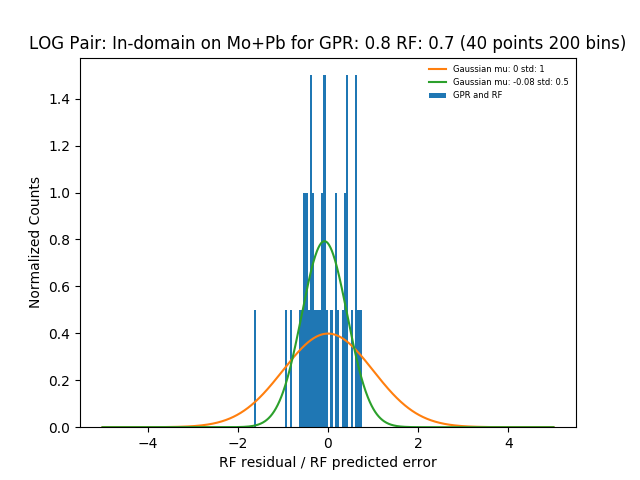 LOG Pair: In-domain on Mo+Pb for GPR: 0.8 RF: 0.7 (40 points 200 bins)
Gaussian mu: 0 std: 1
Gaussian mu: -0.08 std: 0.5
GPR and RF
Normalized Counts
1.4
1.2
1.0
0.8
0.6
0.4
0.2
0.0
−4 −2 0 2 4
RF residual / RF predicted error